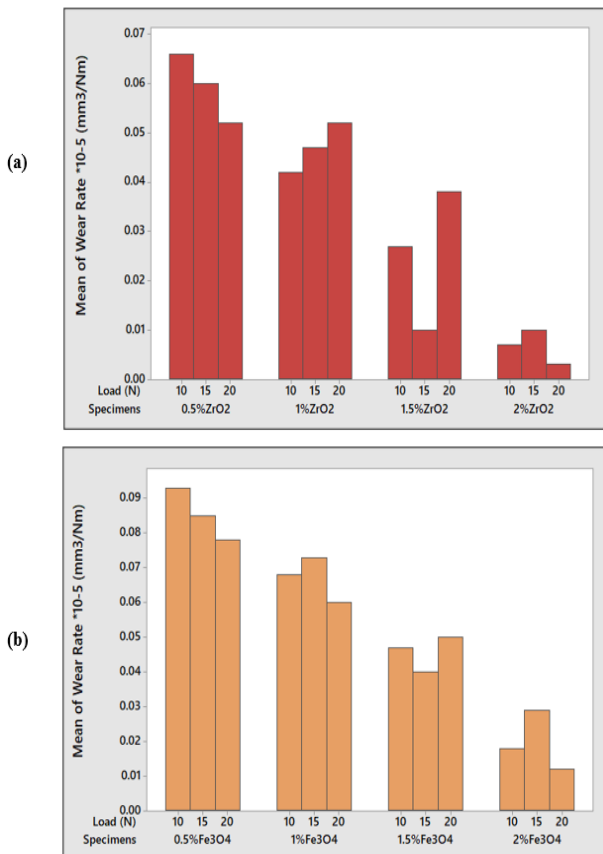 (a)
Mean of Wear Rate *10-5 (mm3/Nm)
0.07
0.06
0.05
0.04
0.03
0.02
0.01
0.00
Load (N) 10 15 20 10 15 20 10 15 20 10 15 20
Specimens 0.5%ZrO2 1%ZrO2 1.5%ZrO2 2%ZrO2
(b)
Mean of Wear Rate *10-5 (mm3/Nm)
0.09
0.08
0.07
0.06
0.05
0.04
0.03
0.02
0.01
0.00
Load (N) 10 15 20 10 15 20 10 15 20 10 15 20
Specimens 0.5%Fe3O4 1%Fe3O4 1.5%Fe3O4 2%Fe3O4